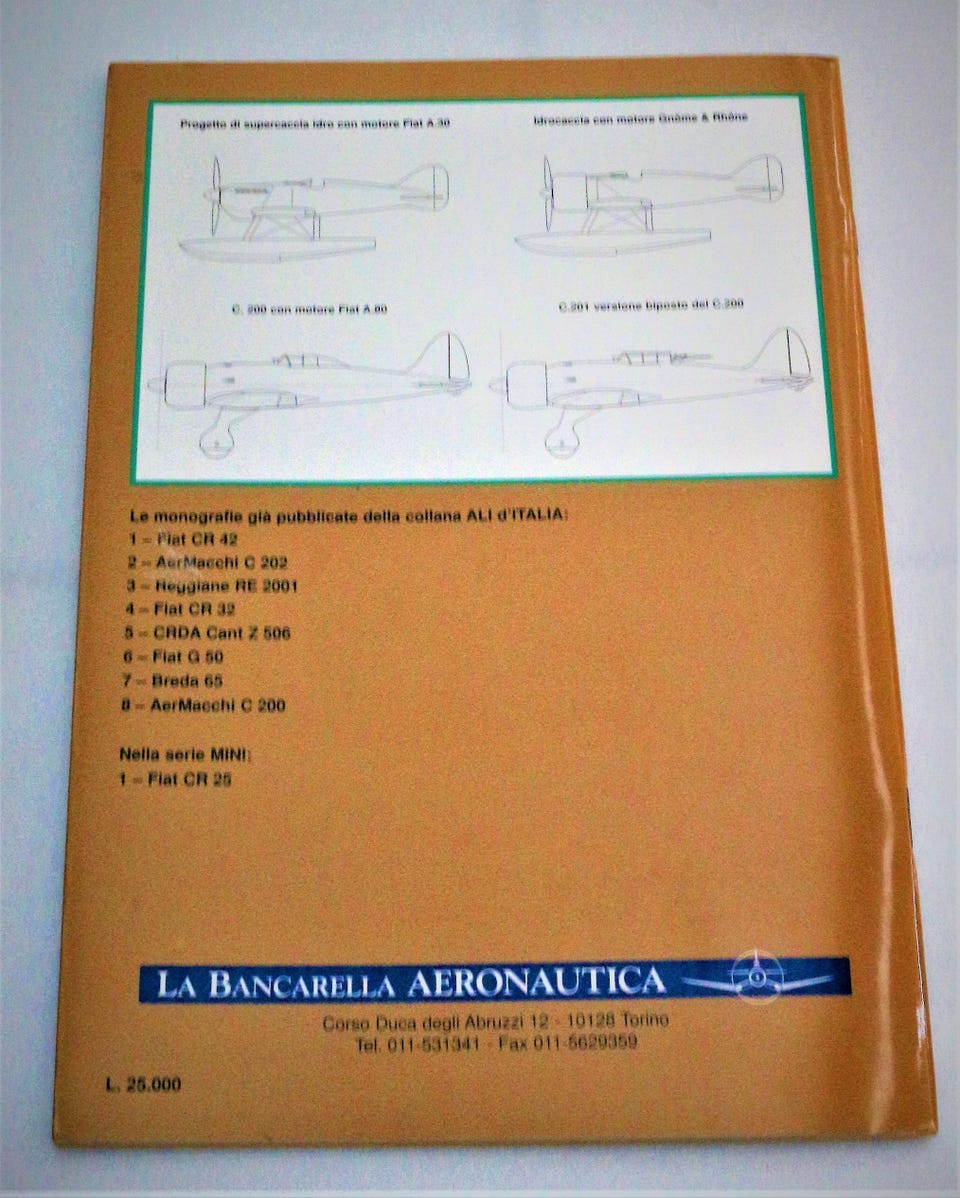 Progetto di supercaccia idro con motore Fiat A.30
Idrocaccia con motore Gnôme & Rhône
C. 200 con motore Fiat A.80
C.201 versione biposto del C.200
Le monografie già pubblicate della collana ALI d'ITALIA:
1 – Fiat CR 42
2 – AerMacchi C 202
3 – Reggiane RE 2001
4 – Fiat CR 32
5 – CRDA Cant Z 506
6 – Fiat G 50
7 – Breda 65
8 – AerMacchi C 200
Nella serie MINI:
1 – Fiat CR 25
LA BANCARELLA AERONAUTICA
Corso Duca degli Abruzzi 12 - 10128 Torino
Tel. 011-531341 - Fax 011-5629359
L. 25.000